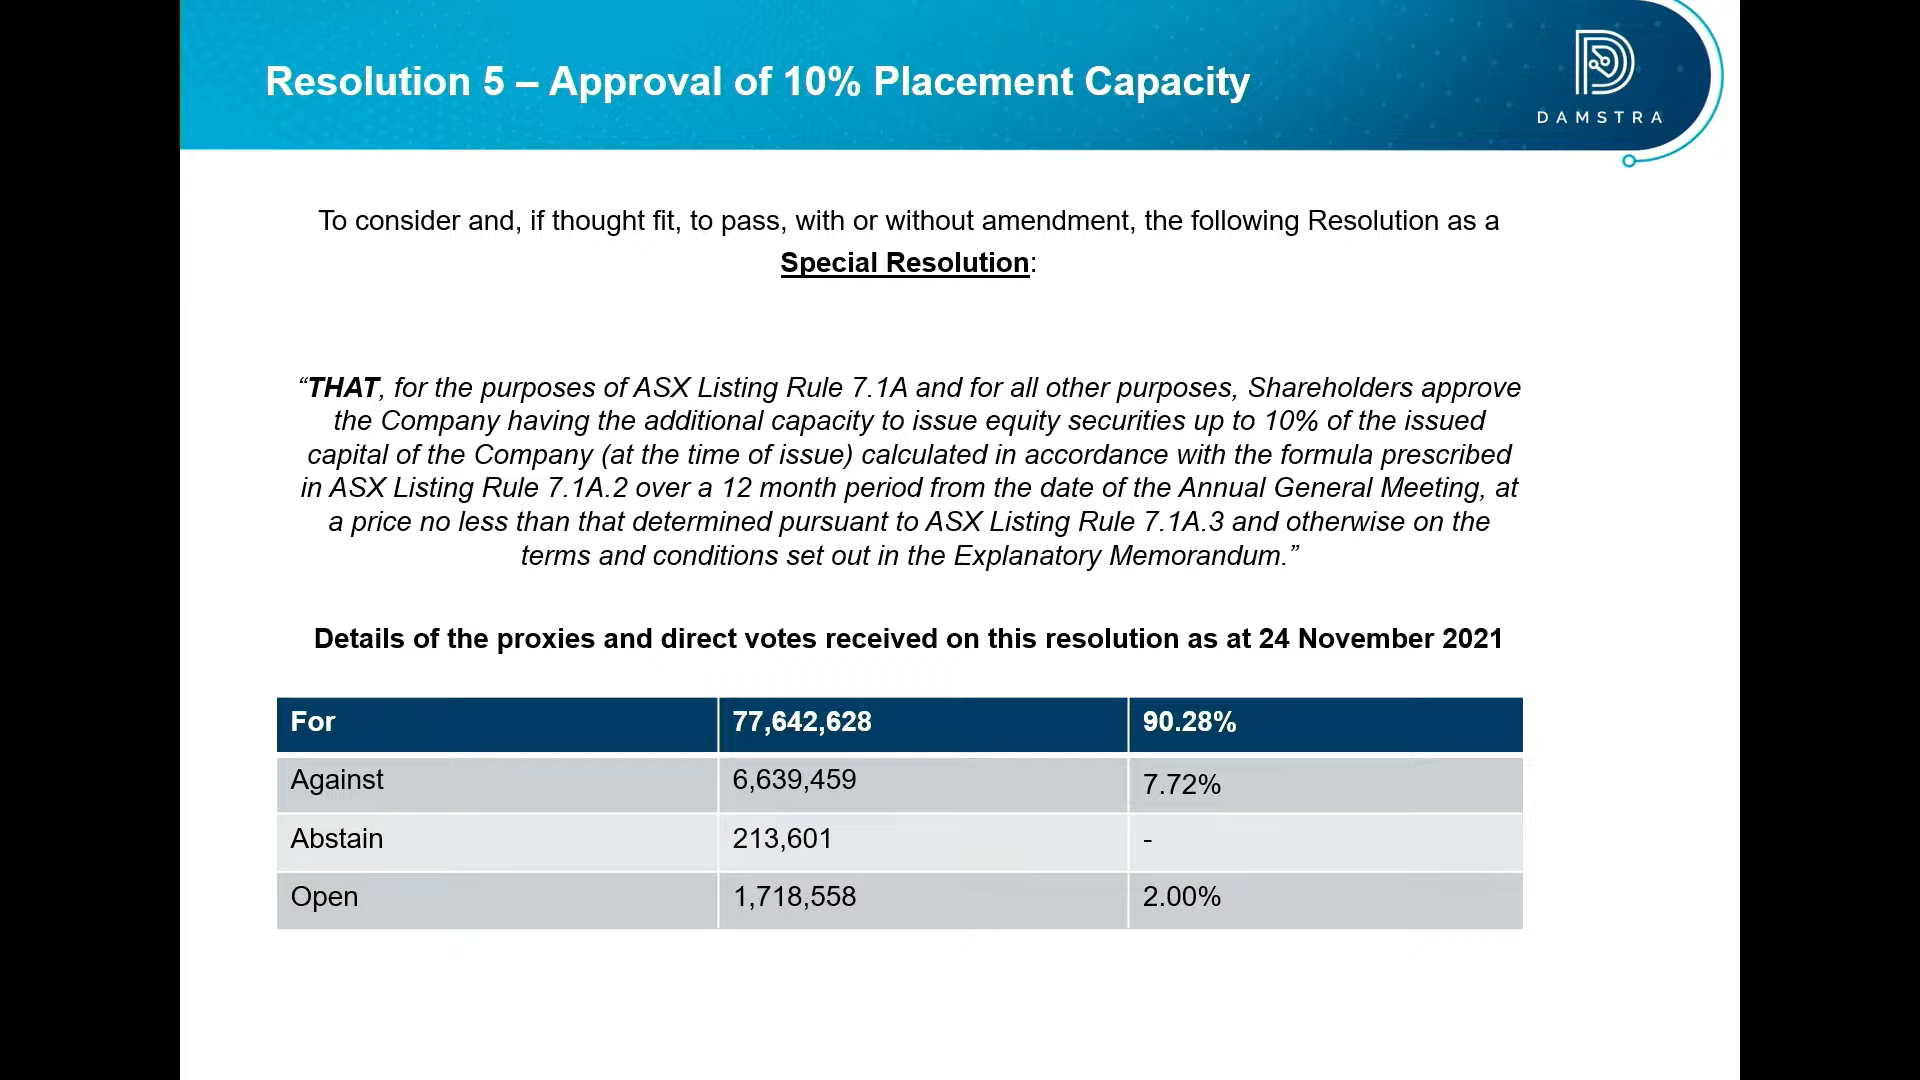 Resolution 5 – Approval of 10% Placement Capacity
DAMSTRA
To consider and, if thought fit, to pass, with or without amendment, the following Resolution as a
Special Resolution:
“THAT, for the purposes of ASX Listing Rule 7.1A and for all other purposes, Shareholders approve
the Company having the additional capacity to issue equity securities up to 10% of the issued
capital of the Company (at the time of issue) calculated in accordance with the formula prescribed
in ASX Listing Rule 7.1A.2 over a 12 month period from the date of the Annual General Meeting, at
a price no less than that determined pursuant to ASX Listing Rule 7.1A.3 and otherwise on the
terms and conditions set out in the Explanatory Memorandum.”
Details of the proxies and direct votes received on this resolution as at 24 November 2021
For 77,642,628 90.28%
Against 6,639,459 7.72%
Abstain 213,601 -
Open 1,718,558 2.00%